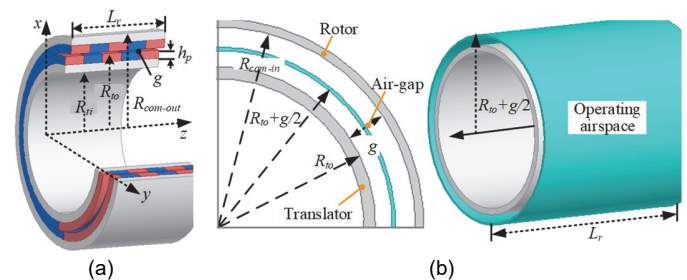 x
L_r
h_p
g
R_ti
R_to
R_com-out
z
y
(a)
Rotor
R_com-in
Air-gap
R_to+g/2
g
R_to
Translator
R_to+g/2
Operating
airspace
L_r
(b)